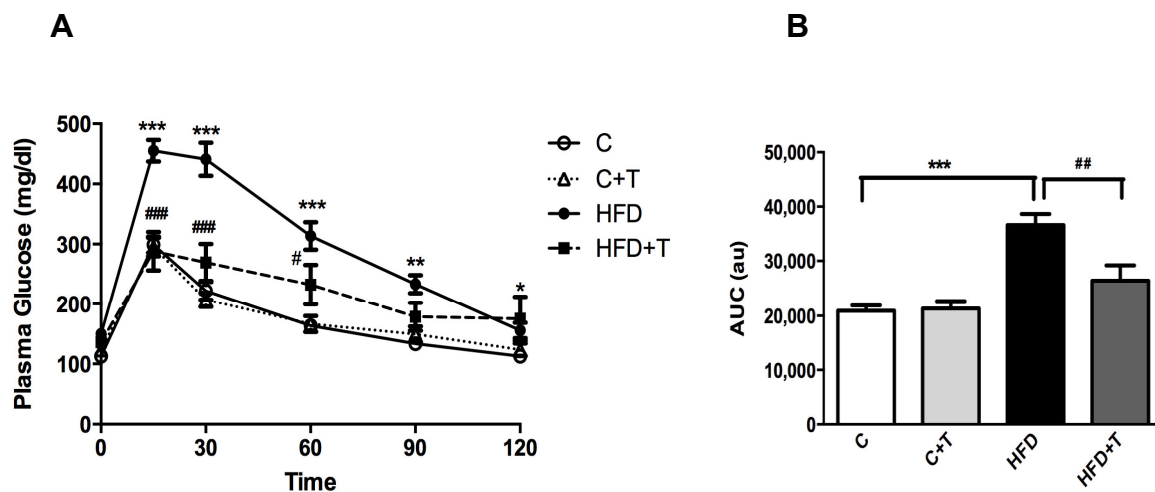 A
B
Plasma Glucose (mg/dl)
500
400
300
200
100
0
***
***
***
**
*
###
###
#
0
30
60
90
120
Time
C
C+T
HFD
HFD+T
AUC (au)
50,000
40,000
30,000
20,000
10,000
0
***
##
C
C+T
HFD
HFD+T